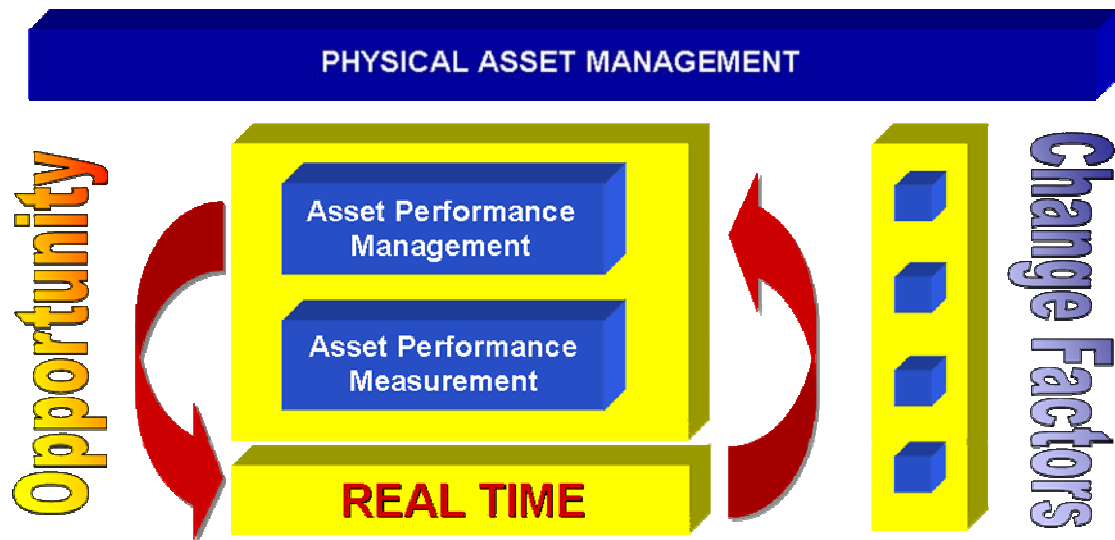 PHYSICAL ASSET MANAGEMENT
Opportunity
Asset Performance
Management
Asset Performance
Measurement
REAL TIME
Change Factors